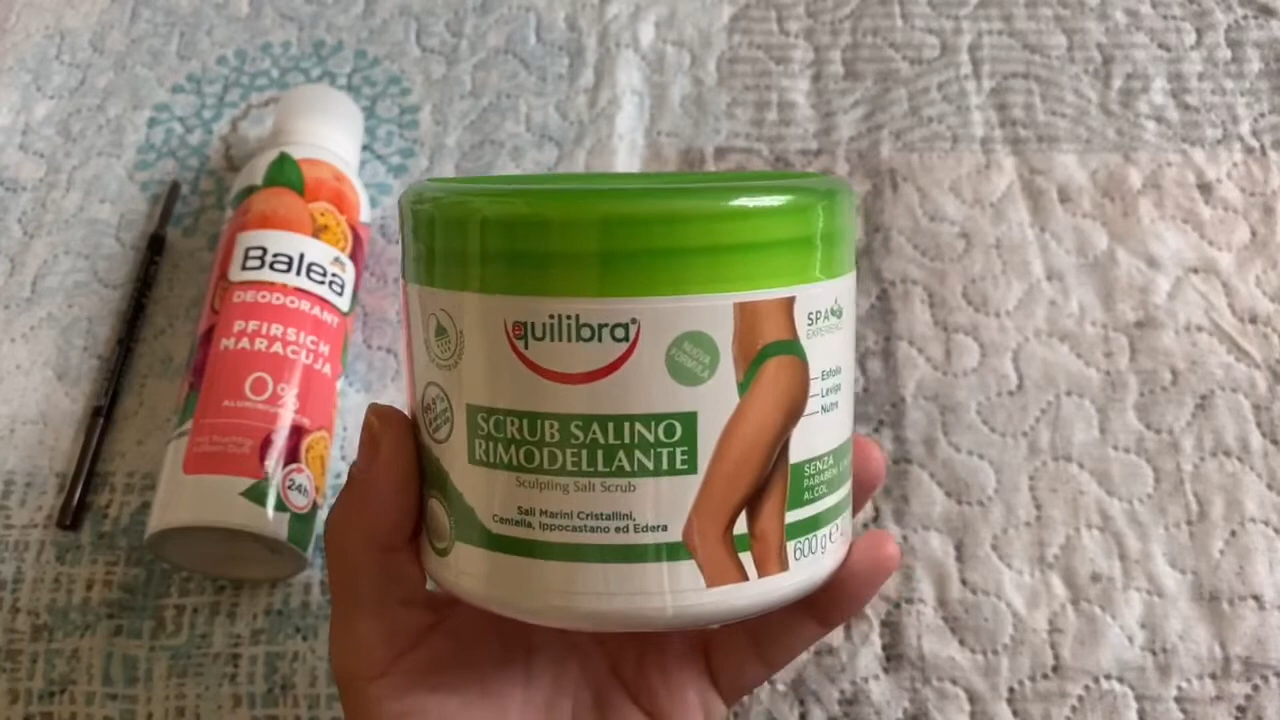 Balea
DEODORANT
PFIRSICH
MARACUJA
0%
24h
equilibra®
NUOVA
FORMULA
SPA
EXPERIENCE
Esfolia
Leviga
Nutre
SCRUB SALINO
RIMODELLANTE
Sculpting Salt Scrub
Sali Marini Cristallini,
Centella, Ippocastano ed Edera
SENZA
PARABENI
ALCOL
600 g e